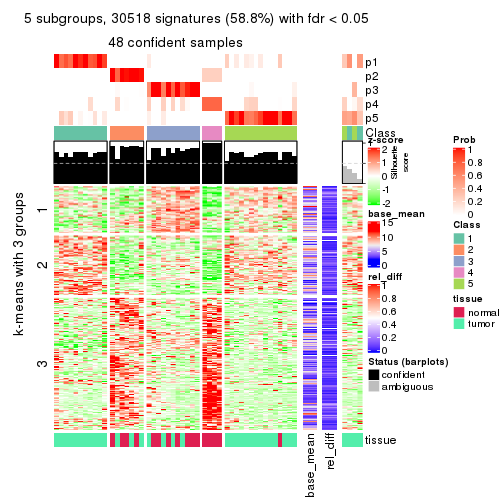 5 subgroups, 30518 signatures (58.8%) with fdr < 0.05
48 confident samples
p1
p2
p3
p4
p5
Class
1
2
3
k-means with 3 groups
tissue
base_mean
rel_diff
z-score
2
1
0
-1
-2
Silhouette
score
base_mean
15
10
5
0
rel_diff
1
0.8
0.6
0.4
0.2
0
Status (barplots)
confident
ambiguous
Prob
1
0.8
0.6
0.4
0.2
0
Class
1
2
3
4
5
tissue
normal
tumor